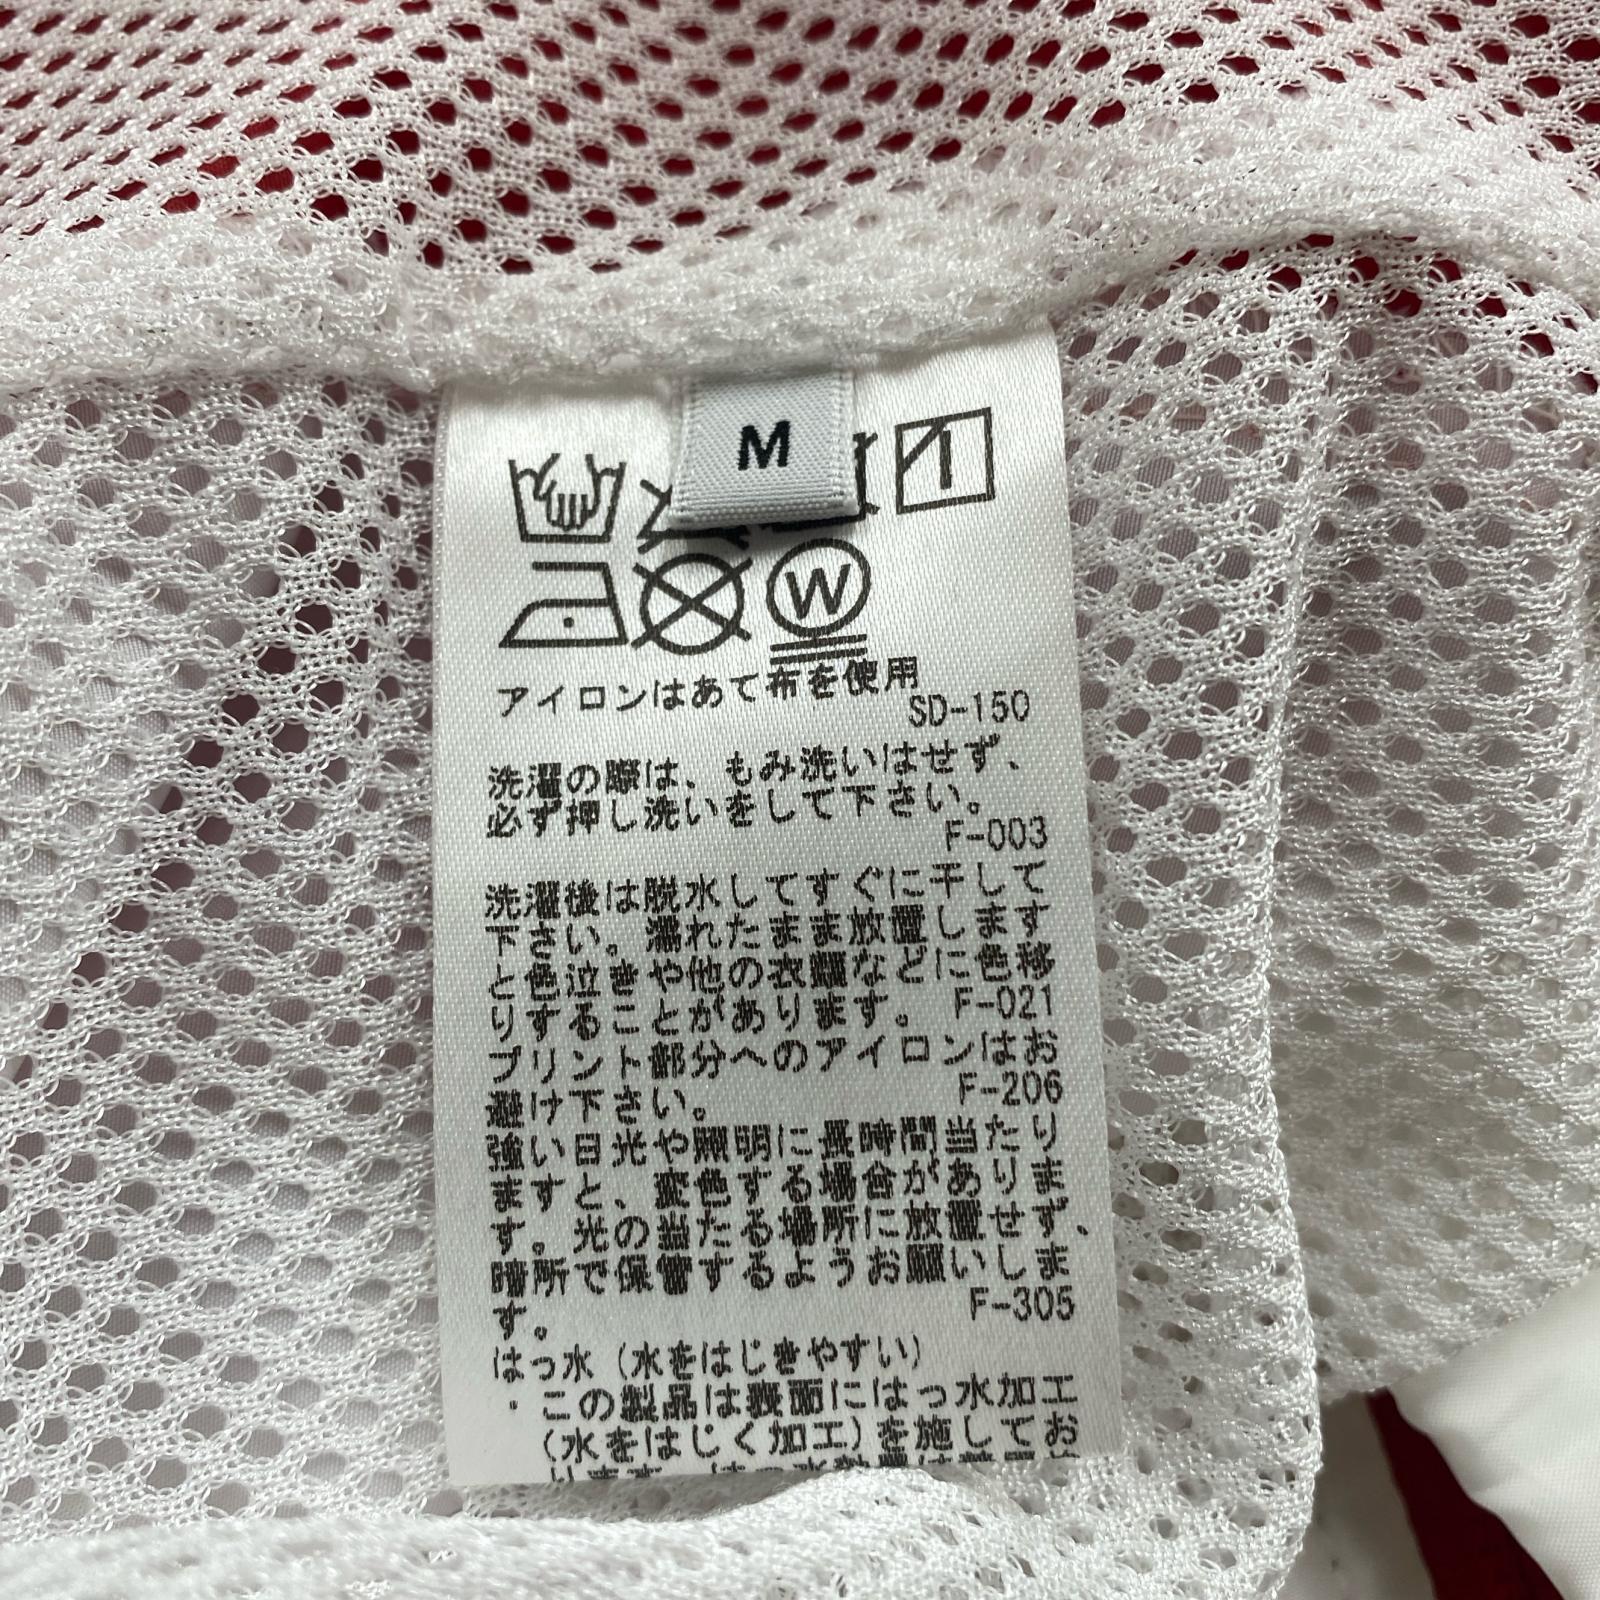 M
W
アイロンはあて布を使用
SD-150
洗濯の際は、もみ洗いはせず、
必ず押し洗いをして下さい。
F-003
洗濯後は脱水してすぐに干して
下さい。濡れたまま放置します
と色泣きや他の衣類などに色移
りすることがあります。 F-021
プリント部分へのアイロンはお
避け下さい。 F-206
強い日光や照明に長時間当たり
ますと、変色する場合がありま
す。光の当たる場所に放置せず、
暗所で保管するようお願いしま
す。 F-305
はっ水（水をはじきやすい）
・この製品は表面にはっ水加工
（水をはじく加工）を施してお